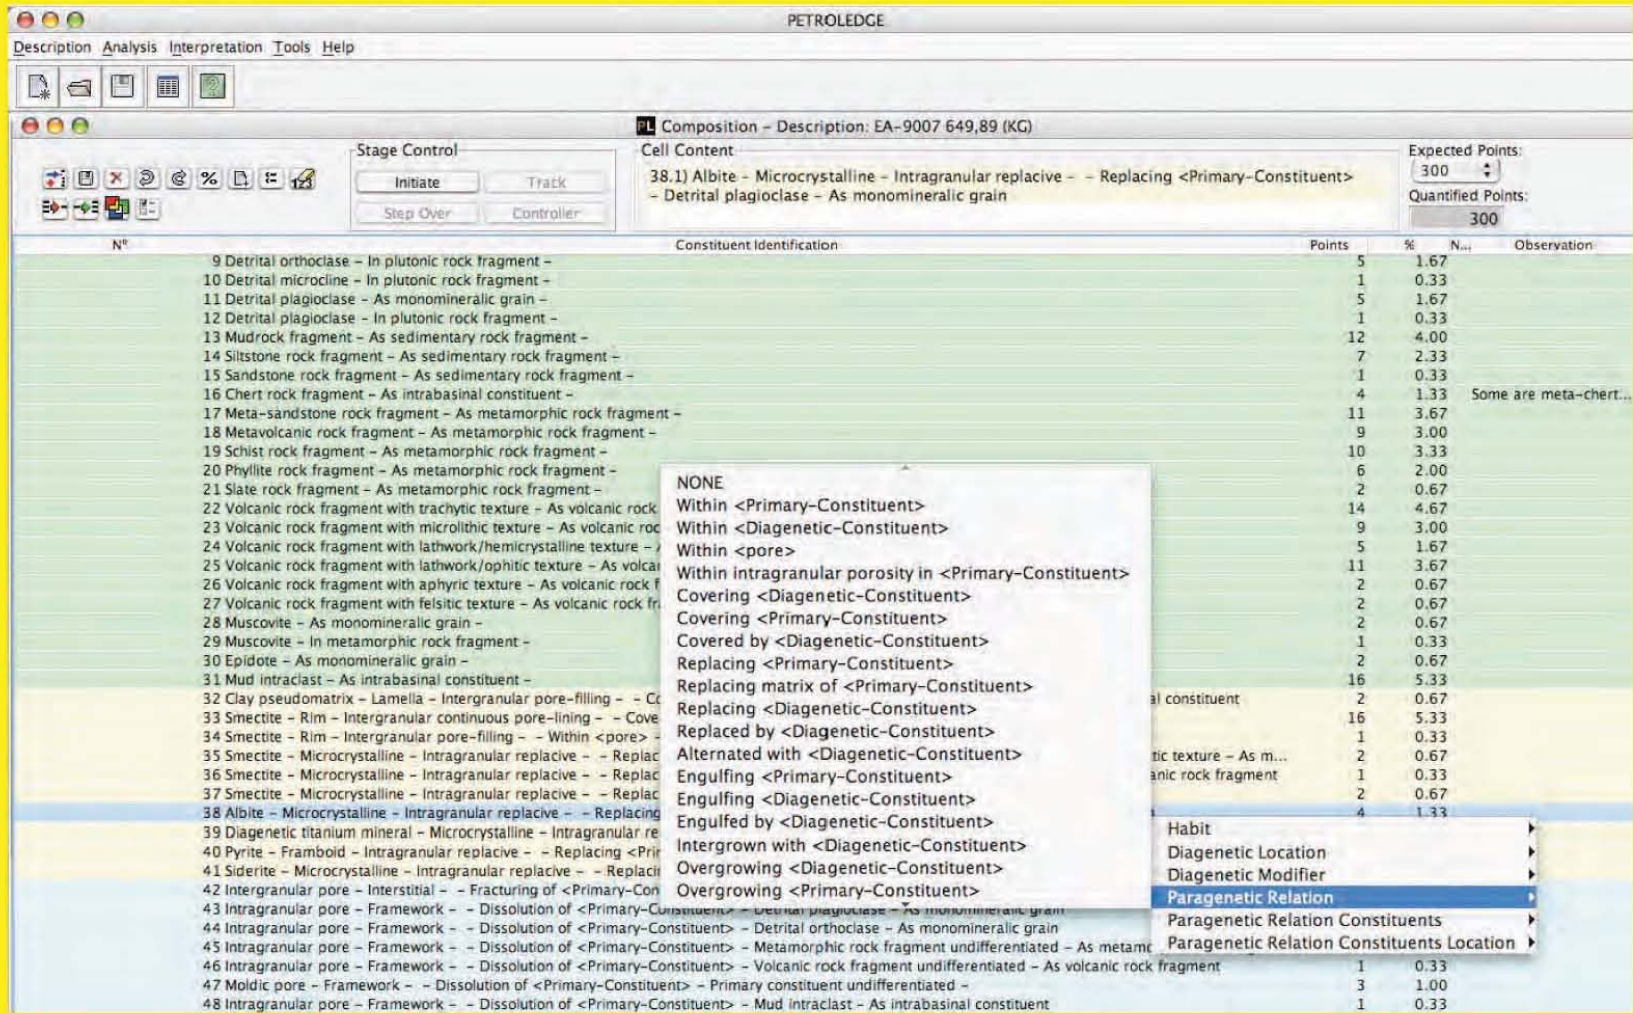 PETROLEDGE
Description Analysis Interpretation Tools Help
PL Composition – Description: EA-9007 649,89 (KG)
Stage Control
Initiate Track
Step Over Controller
Cell Content
38.1) Albite - Microcrystalline - Intragranular replacive - - Replacing <Primary-Constituent>
- Detrital plagioclase - As monomineralic grain
Expected Points:
300
Quantified Points:
300
Nº Constituent Identification Points % N... Observation
9 Detrital orthoclase – In plutonic rock fragment – 5 1.67
10 Detrital microcline – In plutonic rock fragment – 1 0.33
11 Detrital plagioclase – As monomineralic grain – 5 1.67
12 Detrital plagioclase – In plutonic rock fragment – 1 0.33
13 Mudrock fragment – As sedimentary rock fragment – 12 4.00
14 Siltstone rock fragment – As sedimentary rock fragment – 7 2.33
15 Sandstone rock fragment – As sedimentary rock fragment – 1 0.33
16 Chert rock fragment – As intrabasinal constituent – 4 1.33 Some are meta-chert...
17 Meta-sandstone rock fragment – As metamorphic rock fragment – 11 3.67
18 Metavolcanic rock fragment – As metamorphic rock fragment – 9 3.00
19 Schist rock fragment – As metamorphic rock fragment – 10 3.33
20 Phyllite rock fragment – As metamorphic rock fragment – 6 2.00
21 Slate rock fragment – As metamorphic rock fragment – 2 0.67
22 Volcanic rock fragment with trachytic texture – As volcanic rock 14 4.67
23 Volcanic rock fragment with microlithic texture – As volcanic roc 9 3.00
24 Volcanic rock fragment with lathwork/hemicrystalline texture – 5 1.67
25 Volcanic rock fragment with lathwork/ophitic texture – As volca 11 3.67
26 Volcanic rock fragment with aphyric texture – As volcanic rock f 2 0.67
27 Volcanic rock fragment with felsitic texture – As volcanic rock fr 2 0.67
28 Muscovite – As monomineralic grain – 2 0.67
29 Muscovite – In metamorphic rock fragment – 1 0.33
30 Epidote – As monomineralic grain – 2 0.67
31 Mud intraclast – As intrabasinal constituent – 16 5.33
32 Clay pseudomatrix – Lamella – Intergranular pore-filling – – Co al constituent 2 0.67
33 Smectite – Rim – Intergranular continuous pore-lining – – Cove 16 5.33
34 Smectite – Rim – Intergranular pore-filling – – Within <pore> – 1 0.33
35 Smectite – Microcrystalline – Intragranular replacive – – Replac tic texture – As m... 2 0.67
36 Smectite – Microcrystalline – Intragranular replacive – – Replac anic rock fragment 1 0.33
37 Smectite – Microcrystalline – Intragranular replacive – – Replac 2 0.67
38 Albite – Microcrystalline – Intragranular replacive – – Replacing 4 1.33
39 Diagenetic titanium mineral – Microcrystalline – Intragranular re
40 Pyrite – Framboid – Intragranular replacive – – Replacing <Prir
41 Siderite – Microcrystalline – Intragranular replacive – – Replaci
42 Intergranular pore – Interstitial – – Fracturing of <Primary-Con
43 Intragranular pore – Framework – – Dissolution of <Primary-Constituent> – Detrital plagioclase – As monomineralic grain
44 Intragranular pore – Framework – – Dissolution of <Primary-Constituent> – Detrital orthoclase – As monomineralic grain
45 Intragranular pore – Framework – – Dissolution of <Primary-Constituent> – Metamorphic rock fragment undifferentiated – As metamo
46 Intragranular pore – Framework – – Dissolution of <Primary-Constituent> – Volcanic rock fragment undifferentiated – As volcanic rock fragment 1 0.33
47 Moldic pore – Framework – – Dissolution of <Primary-Constituent> – Primary constituent undifferentiated – 3 1.00
48 Intragranular pore – Framework – – Dissolution of <Primary-Constituent> – Mud intraclast – As intrabasinal constituent 1 0.33
NONE
Within <Primary-Constituent>
Within <Diagenetic-Constituent>
Within <pore>
Within intragranular porosity in <Primary-Constituent>
Covering <Diagenetic-Constituent>
Covering <Primary-Constituent>
Covered by <Diagenetic-Constituent>
Replacing <Primary-Constituent>
Replacing matrix of <Primary-Constituent>
Replacing <Diagenetic-Constituent>
Replaced by <Diagenetic-Constituent>
Alternated with <Diagenetic-Constituent>
Engulfing <Primary-Constituent>
Engulfing <Diagenetic-Constituent>
Engulfed by <Diagenetic-Constituent>
Intergrown with <Diagenetic-Constituent>
Overgrowing <Diagenetic-Constituent>
Overgrowing <Primary-Constituent>
Habit
Diagenetic Location
Diagenetic Modifier
Paragenetic Relation
Paragenetic Relation Constituents
Paragenetic Relation Constituents Location